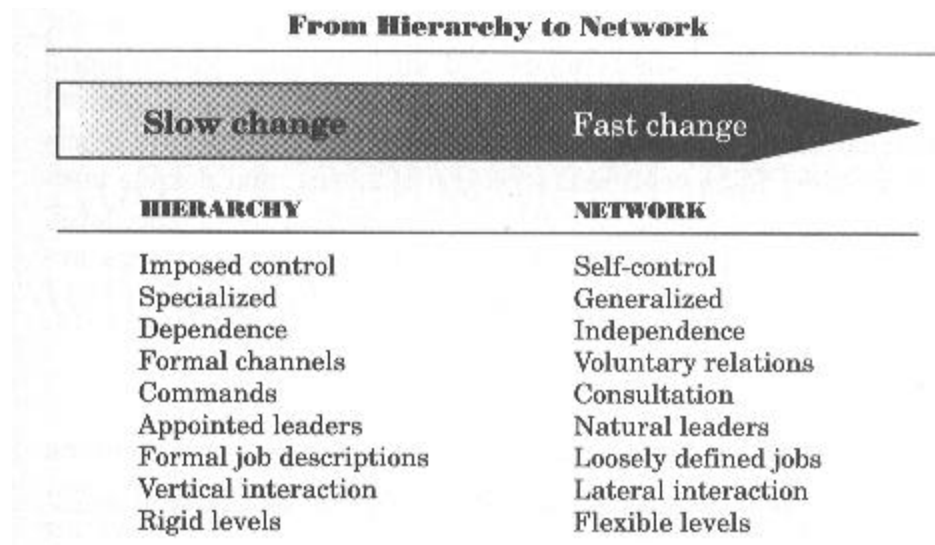 From Hierarchy to Network
Slow change Fast change
HIERARCHY NETWORK
Imposed control Self-control
Specialized Generalized
Dependence Independence
Formal channels Voluntary relations
Commands Consultation
Appointed leaders Natural leaders
Formal job descriptions Loosely defined jobs
Vertical interaction Lateral interaction
Rigid levels Flexible levels